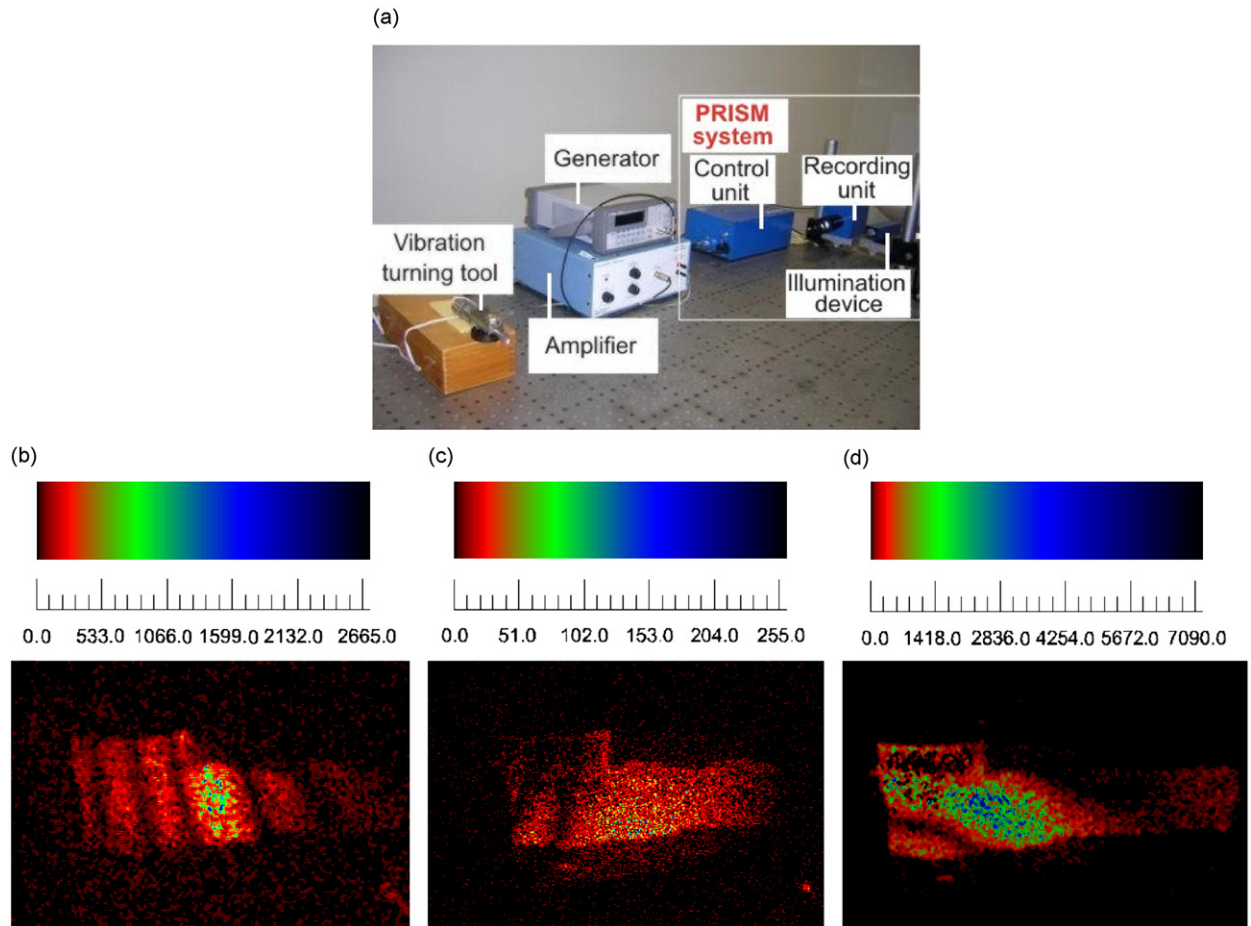 (a)
PRISM
system
Generator
Control
unit
Recording
unit
Vibration
turning tool
Illumination
device
Amplifier
(b)
(c)
(d)
0.0 533.0 1066.0 1599.0 2132.0 2665.0
0.0 51.0 102.0 153.0 204.0 255.0
0.0 1418.0 2836.0 4254.0 5672.0 7090.0